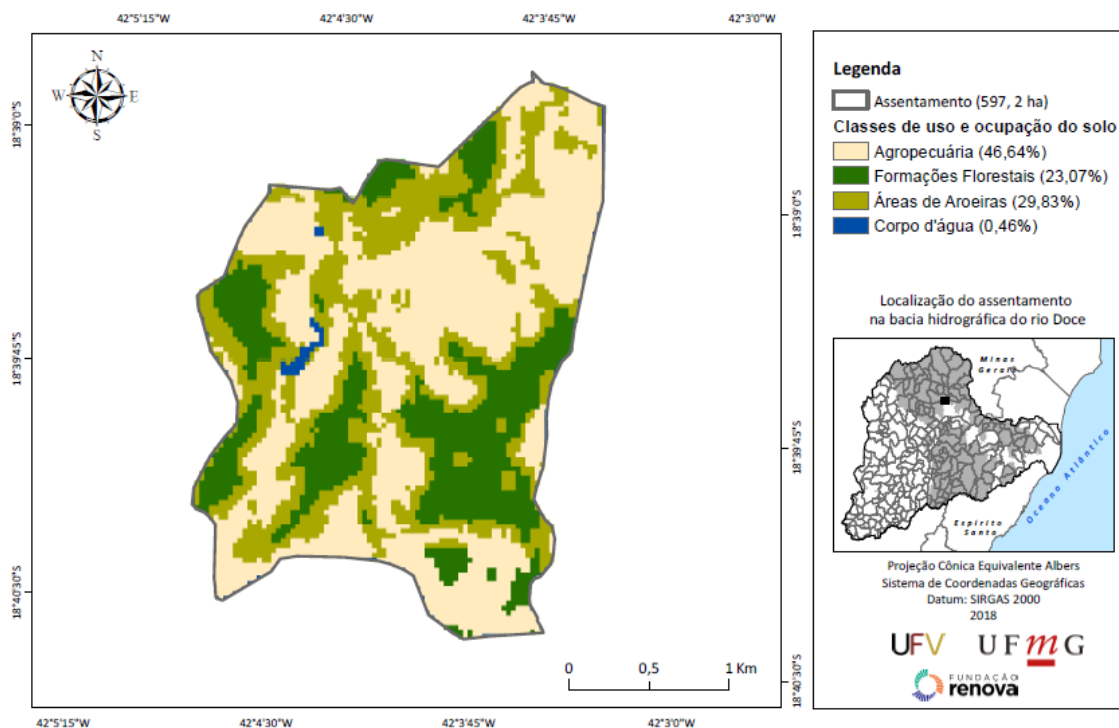 42°5'15"W 42°4'30"W 42°3'45"W 42°3'0"W
N
W E
S
18°39'0"S
18°39'45"S
18°40'30"S
18°39'0"S
18°39'45"S
18°40'30"S
0 0,5 1 Km
42°5'15"W 42°4'30"W 42°3'45"W 42°3'0"W
Legenda
Assentamento (597, 2 ha)
Classes de uso e ocupação do solo
Agropecuária (46,64%)
Formações Florestais (23,07%)
Áreas de Aroeiras (29,83%)
Corpo d'água (0,46%)
Localização do assentamento
na bacia hidrográfica do rio Doce
Minas
Gerais
Oceano Atlântico
Espírito
Santo
Projeção Cônica Equivalente Albers
Sistema de Coordenadas Geográficas
Datum: SIRGAS 2000
2018
UFV UFmG
FUNDAÇÃO
renova